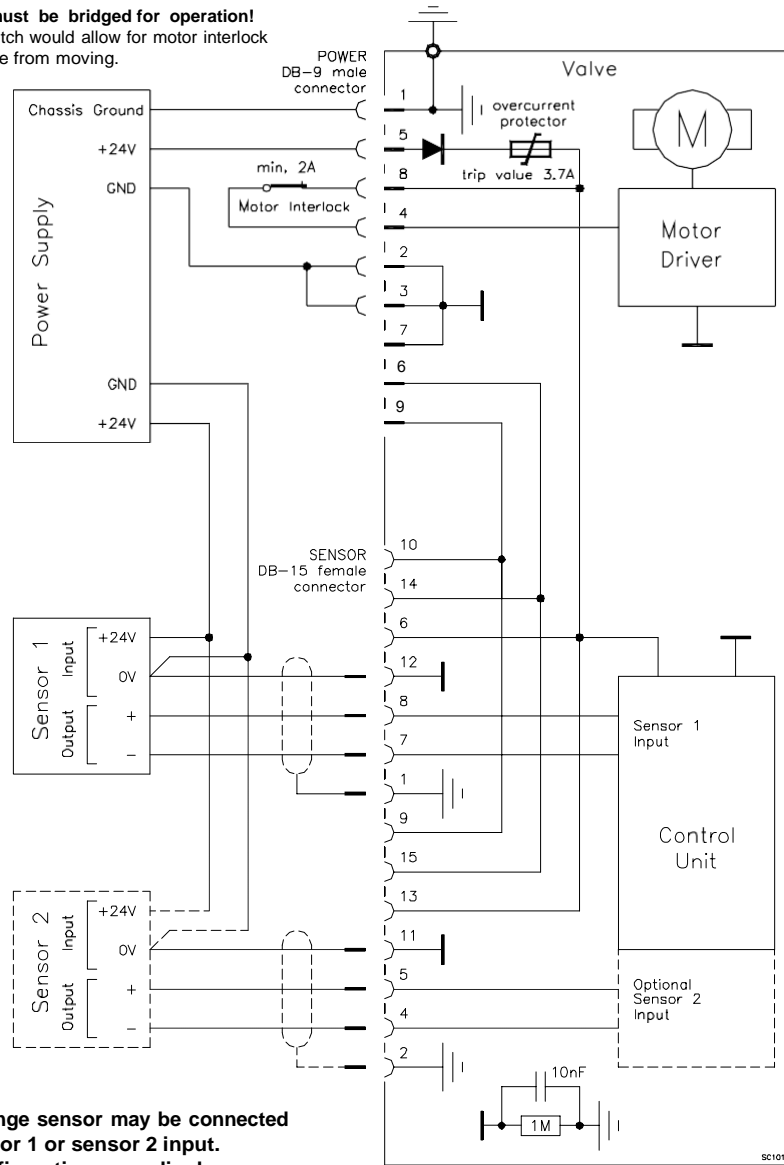 must be bridged for operation!
tch would allow for motor interlock
e from moving.
POWER
DB-9 male
connector
Valve
Chassis Ground
1
overcurrent
protector
M
+24V
5
trip value 3.7A
min, 2A
GND
8
Motor Interlock
4
Motor
Driver
2
3
7
Power Supply
GND
6
+24V
9
SENSOR
DB-15 female
connector
10
14
6
12
8
7
1
9
15
13
11
5
4
2
Sensor 1
Input
+24V
0V
Output
+
-
Sensor 1
Input
Control
Unit
Sensor 2
Input
+24V
0V
Output
+
-
Optional
Sensor 2
Input
10nF
1M
nge sensor may be connected
or 1 or sensor 2 input.